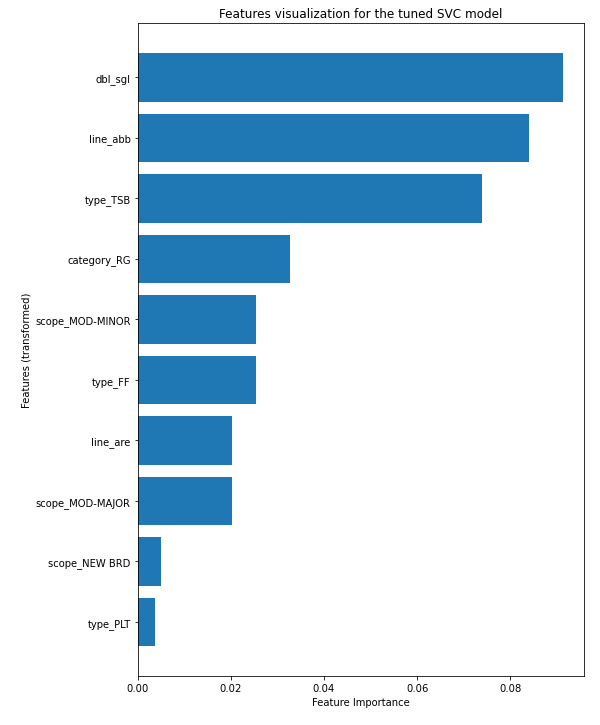 Features visualization for the tuned SVC model
Features (transformed)
dbl_sgl
line_abb
type_TSB
category_RG
scope_MOD-MINOR
type_FF
line_are
scope_MOD-MAJOR
scope_NEW BRD
type_PLT
0.00 0.02 0.04 0.06 0.08
Feature Importance